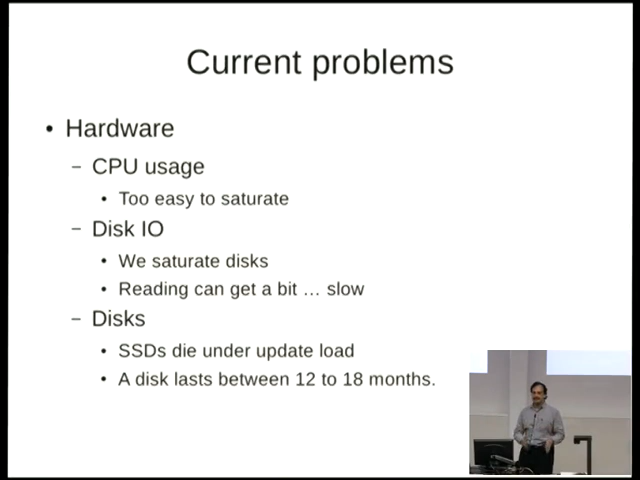 Current problems
• Hardware
– CPU usage
• Too easy to saturate
– Disk IO
• We saturate disks
• Reading can get a bit … slow
– Disks
• SSDs die under update load
• A disk lasts between 12 to 18 months.